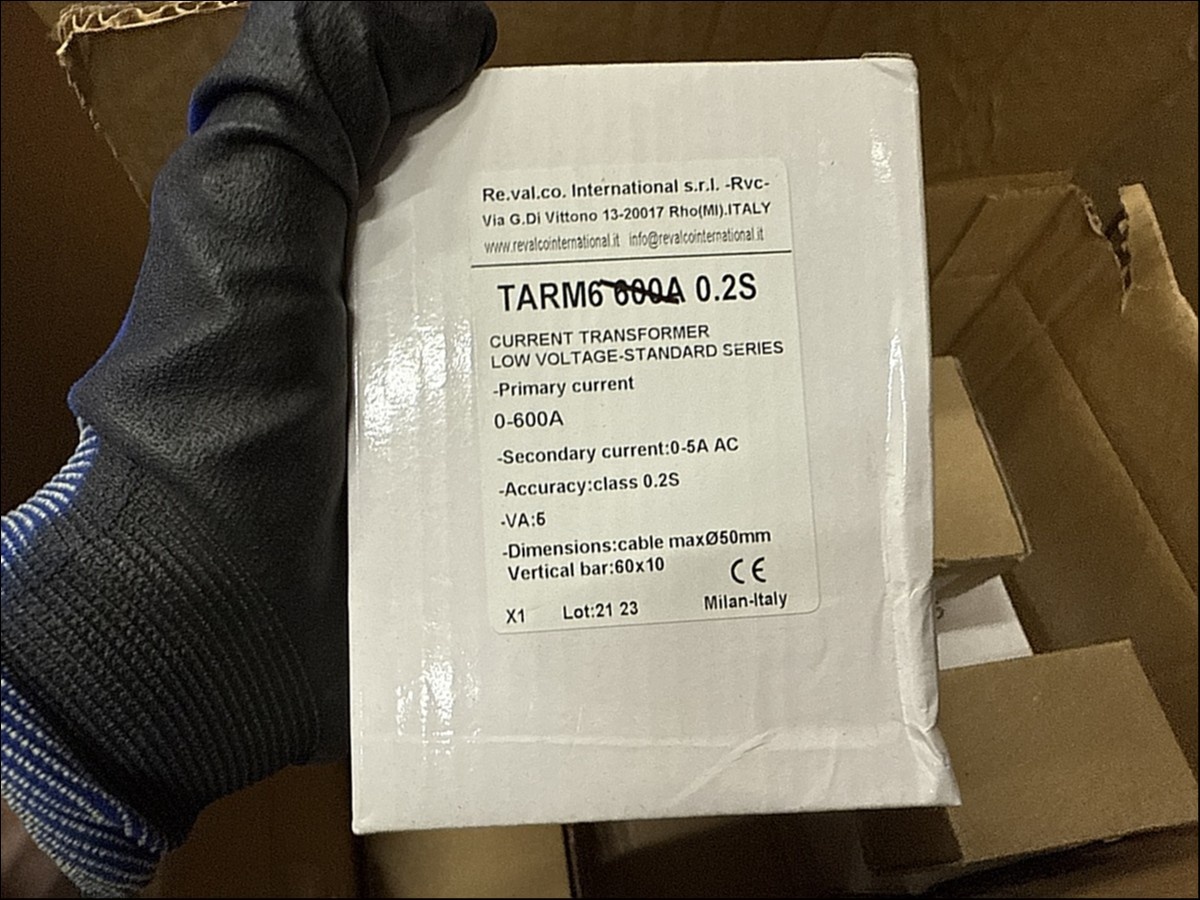 Re.val.co. International s.r.l. -Rvc-
Via G.Di Vittono 13-20017 Rho(MI).ITALY
www.revalcointernational.it info@revalcointernational.it
TARM6 600A 0.2S
CURRENT TRANSFORMER
LOW VOLTAGE-STANDARD SERIES
-Primary current
0-600A
-Secondary current:0-5A AC
-Accuracy:class 0.2S
-VA:5
-Dimensions:cable maxØ50mm
Vertical bar:60x10
CE
X1 Lot:21 23 Milan-Italy